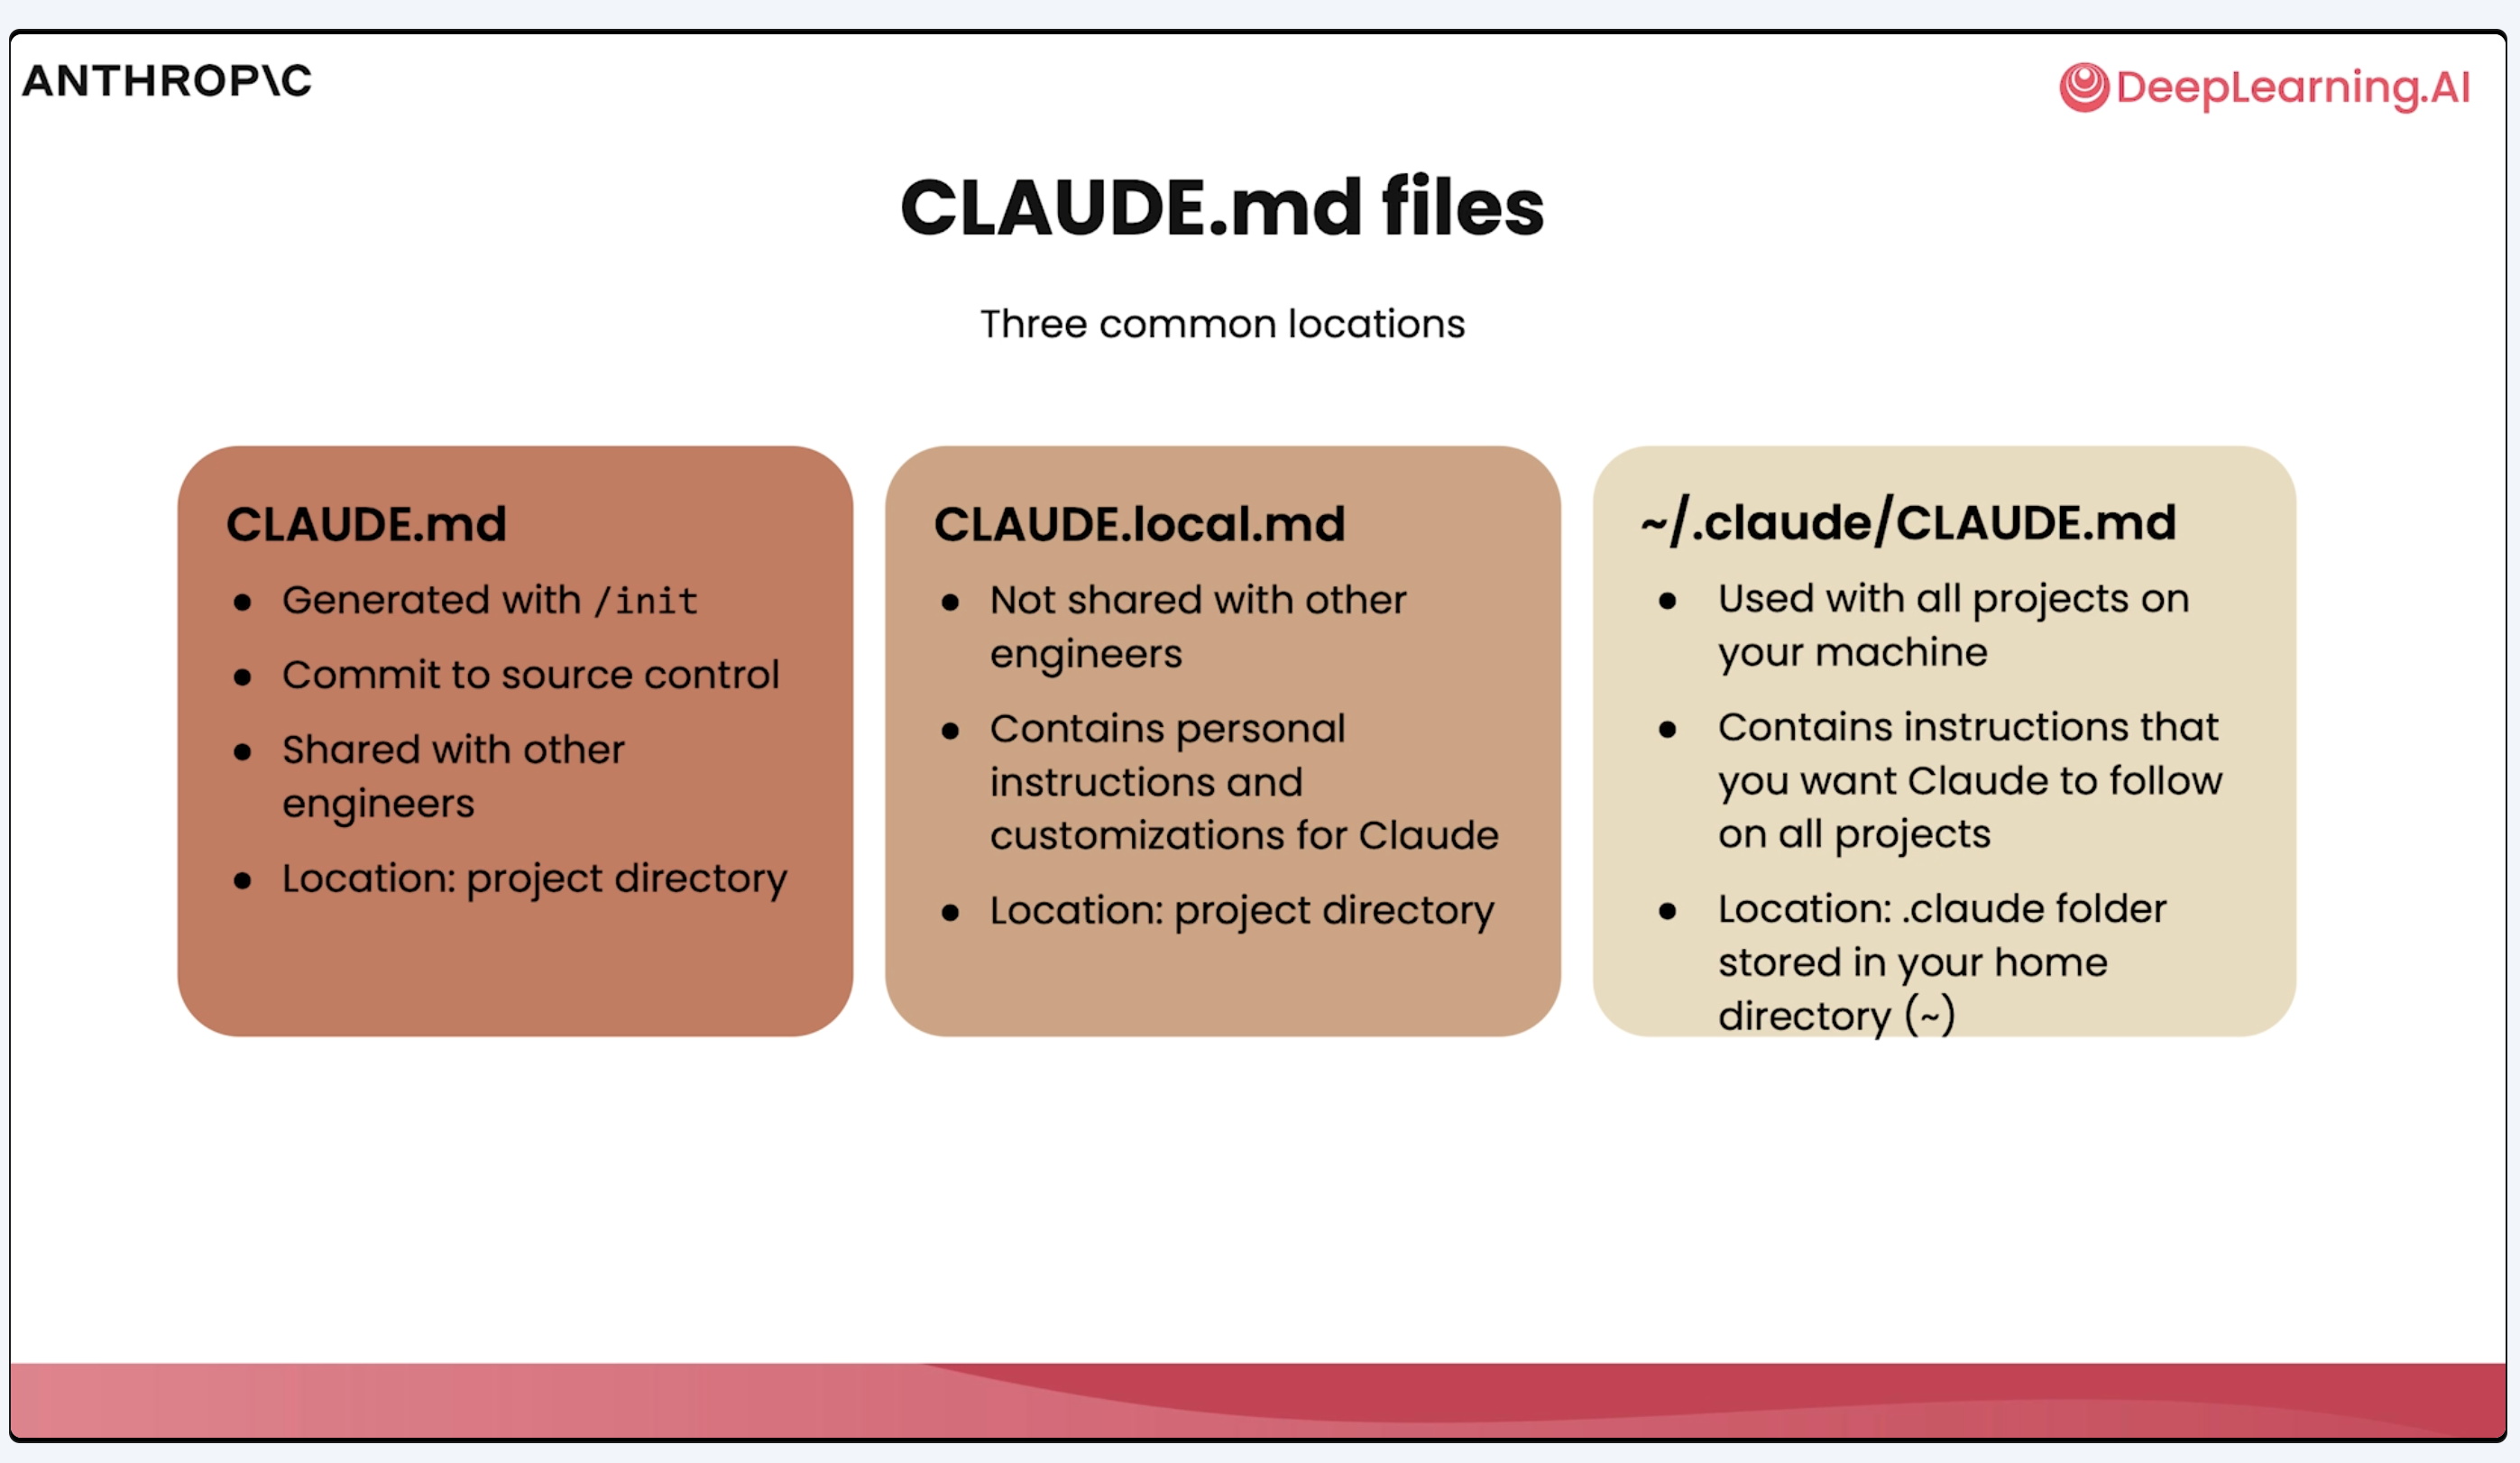 ANTHROP\C
DeepLearning.AI
CLAUDE.md files
Three common locations
CLAUDE.md
● Generated with /init
● Commit to source control
● Shared with other
engineers
● Location: project directory
CLAUDE.local.md
● Not shared with other
engineers
● Contains personal
instructions and
customizations for Claude
● Location: project directory
~/.claude/CLAUDE.md
● Used with all projects on
your machine
● Contains instructions that
you want Claude to follow
on all projects
● Location: .claude folder
stored in your home
directory (~)